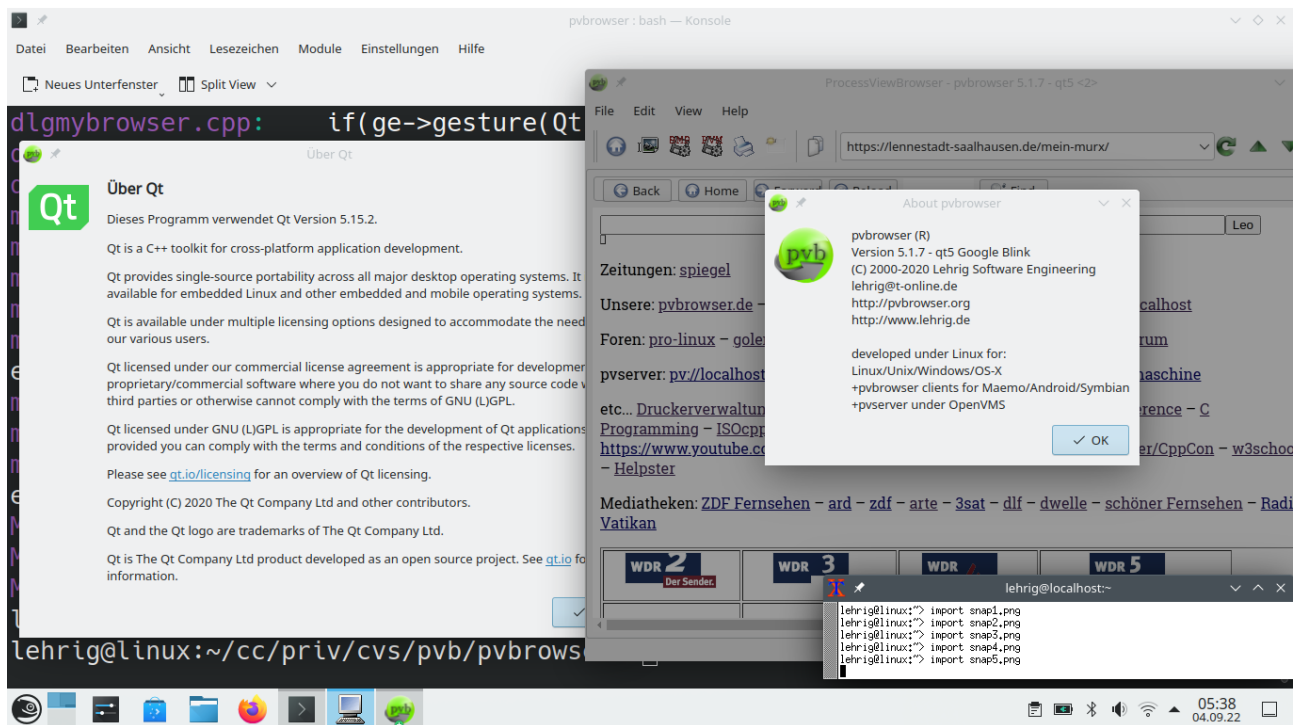 pvbrowser : bash — Konsole
Datei Bearbeiten Ansicht Lesezeichen Module Einstellungen Hilfe
Neues Unterfenster Split View
dlgmybrowser.cpp: if(ge->gesture(Qt
Über Qt
Über Qt
Qt
Dieses Programm verwendet Qt Version 5.15.2.
Qt is a C++ toolkit for cross-platform application development.
Qt provides single-source portability across all major desktop operating systems. It
available for embedded Linux and other embedded and mobile operating systems.
Qt is available under multiple licensing options designed to accommodate the need
our various users.
Qt licensed under our commercial license agreement is appropriate for developmen
proprietary/commercial software where you do not want to share any source code
third parties or otherwise cannot comply with the terms of GNU (L)GPL.
Qt licensed under GNU (L)GPL is appropriate for the development of Qt applications
provided you can comply with the terms and conditions of the respective licenses.
Please see qt.io/licensing for an overview of Qt licensing.
Copyright (C) 2020 The Qt Company Ltd and other contributors.
Qt and the Qt logo are trademarks of The Qt Company Ltd.
Qt is The Qt Company Ltd product developed as an open source project. See qt.io fo
information.
lehrig@linux:~/cc/priv/cvs/pvb/pvbrows
ProcessViewBrowser - pvbrowser 5.1.7 - qt5 <2>
File Edit View Help
https://lennestadt-saalhausen.de/mein-murx/
Back Home Forward Reload Find
Leo
Zeitungen: spiegel
Unsere: pvbrowser.de – calhost
Foren: pro-linux – gole rum
pvserver: pv://localhost maschine
etc... Druckerverwaltun rence – C
Programming – ISOcpp
https://www.youtube.co er/CppCon – w3schoo
– Helpster
Mediatheken: ZDF Fernsehen – ard – zdf – arte – 3sat – dlf – dwelle – schöner Fernsehen – Radi
Vatikan
WDR 2 Der Sender. WDR 3 WDR WDR 5
About pvbrowser
pvb
pvbrowser (R)
Version 5.1.7 - qt5 Google Blink
(C) 2000-2020 Lehrig Software Engineering
lehrig@t-online.de
http://pvbrowser.org
http://www.lehrig.de
developed under Linux for:
Linux/Unix/Windows/OS-X
+pvbrowser clients for Maemo/Android/Symbian
+pvserver under OpenVMS
OK
lehrig@localhost:~
lehrig@linux:~> import snap1.png
lehrig@linux:~> import snap2.png
lehrig@linux:~> import snap3.png
lehrig@linux:~> import snap4.png
lehrig@linux:~> import snap5.png
05:38
04.09.22